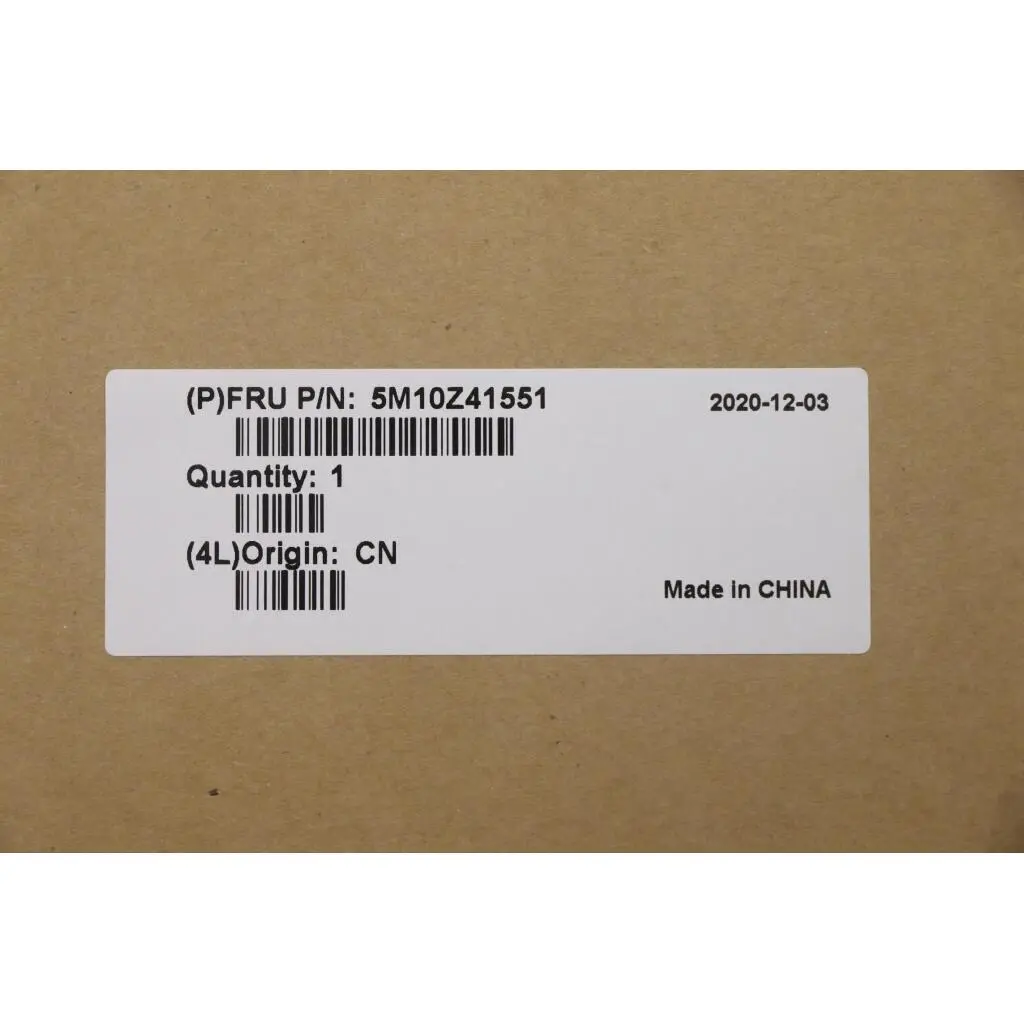 (P)FRU P/N: 5M10Z41551
2020-12-03
Quantity: 1
(4L)Origin: CN
Made in CHINA